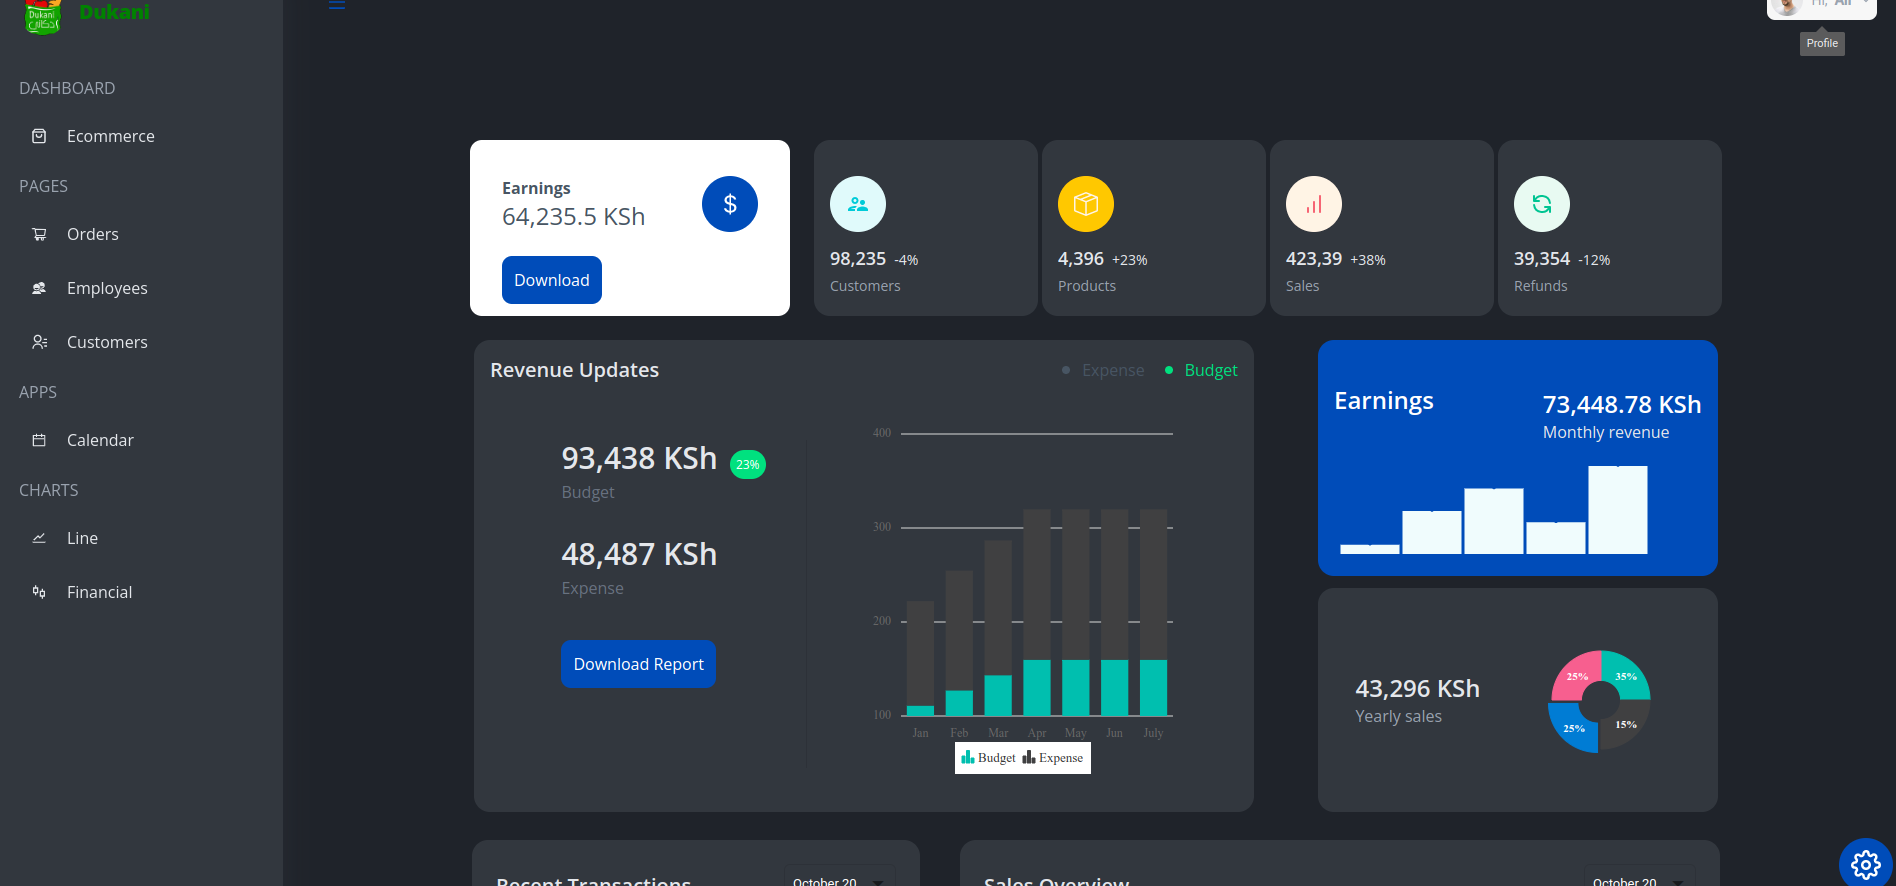 Dukani
Dukani
دكاني
Hi, Ali
Profile
DASHBOARD
Ecommerce
PAGES
Orders
Employees
Customers
APPS
Calendar
CHARTS
Line
Financial
Earnings
64,235.5 KSh
$
Download
98,235 -4%
Customers
4,396 +23%
Products
423,39 +38%
Sales
39,354 -12%
Refunds
Revenue Updates
Expense
Budget
93,438 KSh 23%
Budget
48,487 KSh
Expense
Download Report
400
300
200
100
Jan Feb Mar Apr May Jun July
Budget Expense
Earnings
73,448.78 KSh
Monthly revenue
43,296 KSh
Yearly sales
25% 35%
25% 15%
Recent Transactions
October 20
Sales Overview
October 20